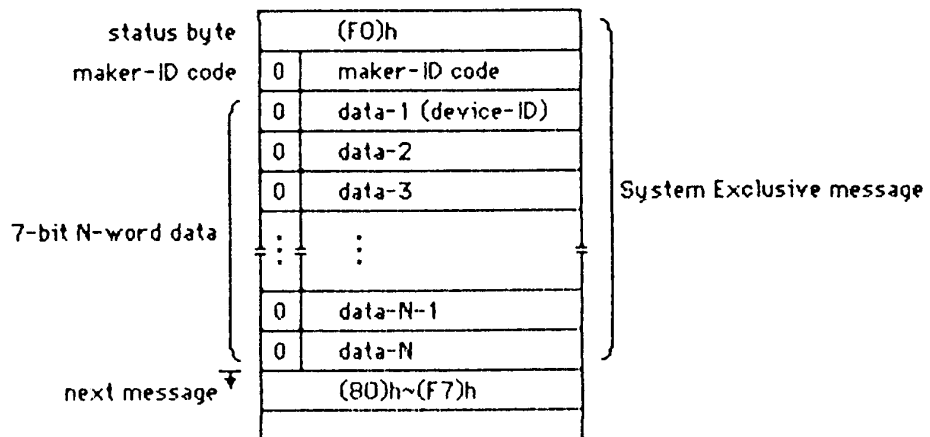 status byte (F0)h
maker-ID code 0 maker-ID code
0 data-1 (device-ID)
0 data-2
0 data-3
System Exclusive message
7-bit N-word data
⋮ ⋮
0 data-N-1
0 data-N
next message (80)h~(F7)h